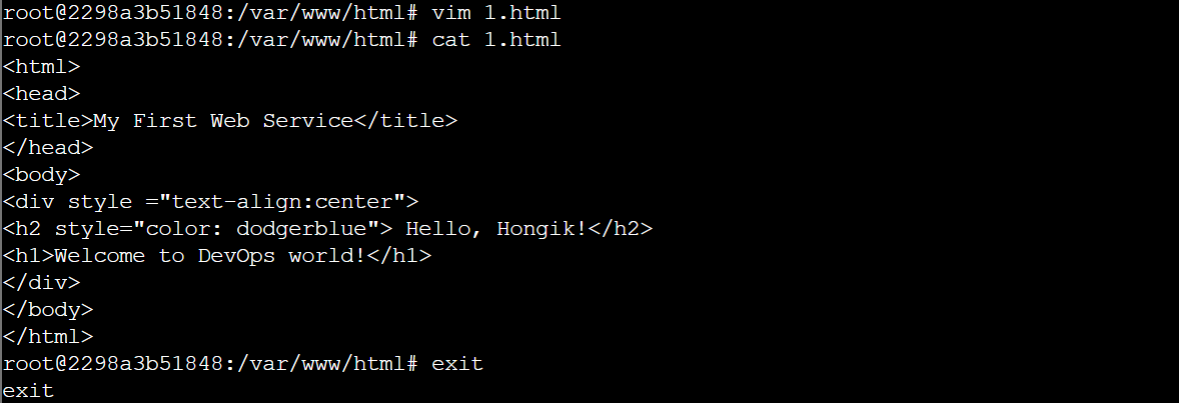 root@2298a3b51848:/var/www/html# vim 1.html
root@2298a3b51848:/var/www/html# cat 1.html
<html>
<head>
<title>My First Web Service</title>
</head>
<body>
<div style ="text-align:center">
<h2 style="color: dodgerblue"> Hello, Hongik!</h2>
<h1>Welcome to DevOps world!</h1>
</div>
</body>
</html>
root@2298a3b51848:/var/www/html# exit
exit